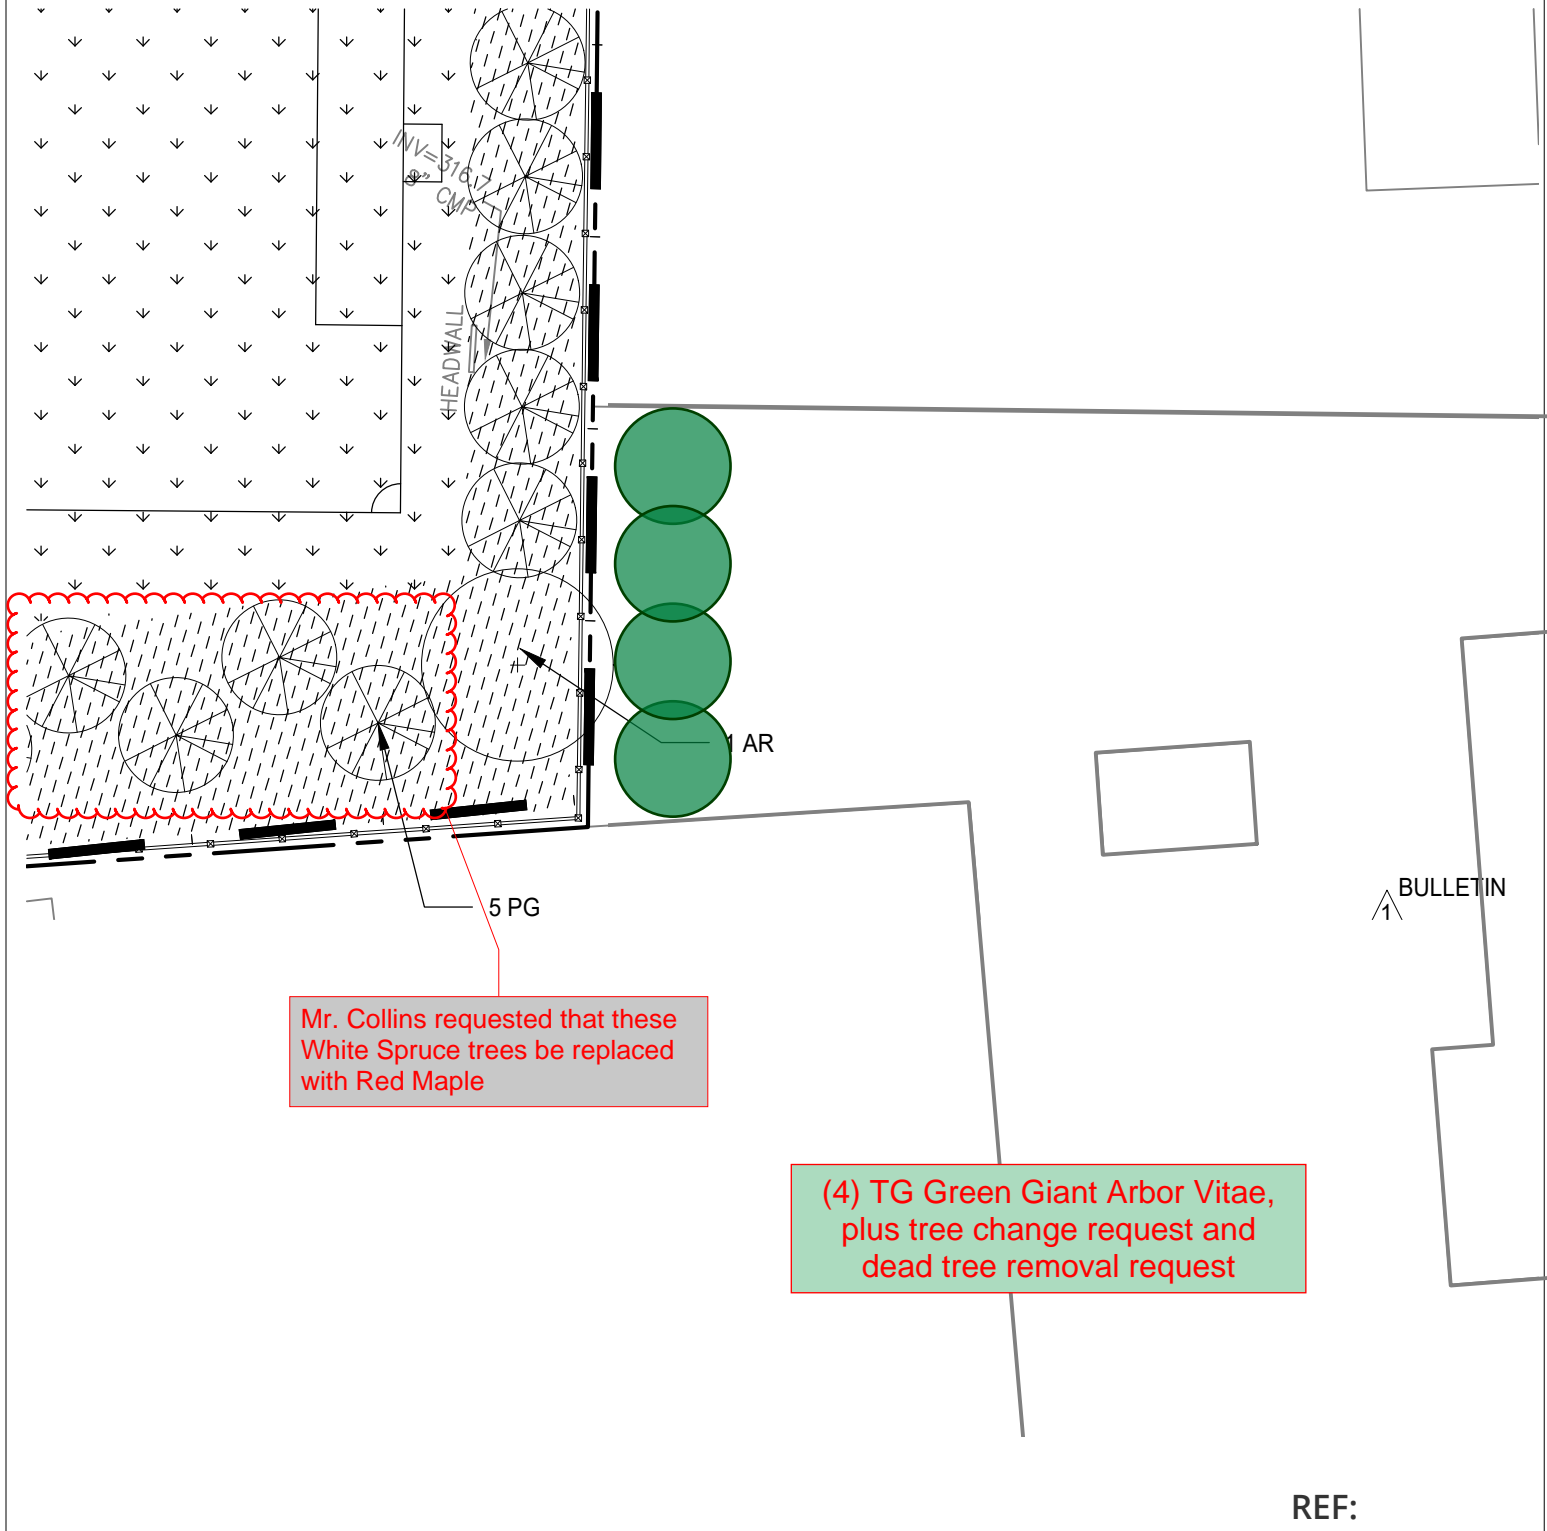 INV=316.7
8" CMP
HEADWALL
1 AR
5 PG
BULLETIN
1
Mr. Collins requested that these
White Spruce trees be replaced
with Red Maple
(4) TG Green Giant Arbor Vitae,
plus tree change request and
dead tree removal request
REF: